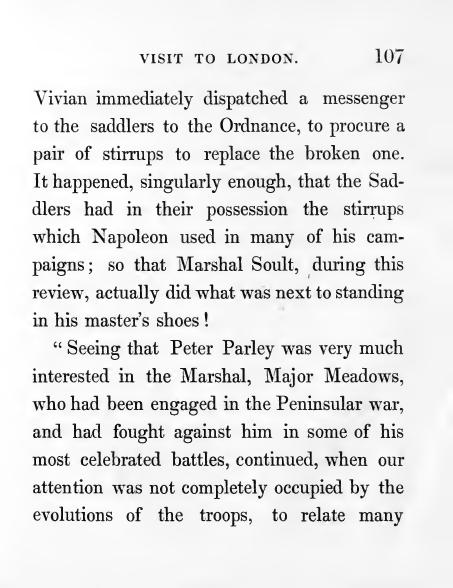 VISIT TO LONDON. 107
Vivian immediately dispatched a messenger
to the saddlers to the Ordnance, to procure a
pair of stirrups to replace the broken one.
It happened, singularly enough, that the Sad-
dlers had in their possession the stirrups
which Napoleon used in many of his cam-
paigns; so that Marshal Soult, during this
review, actually did what was next to standing
in his master's shoes!
“ Seeing that Peter Parley was very much
interested in the Marshal, Major Meadows,
who had been engaged in the Peninsular war,
and had fought against him in some of his
most celebrated battles, continued, when our
attention was not completely occupied by the
evolutions of the troops, to relate many